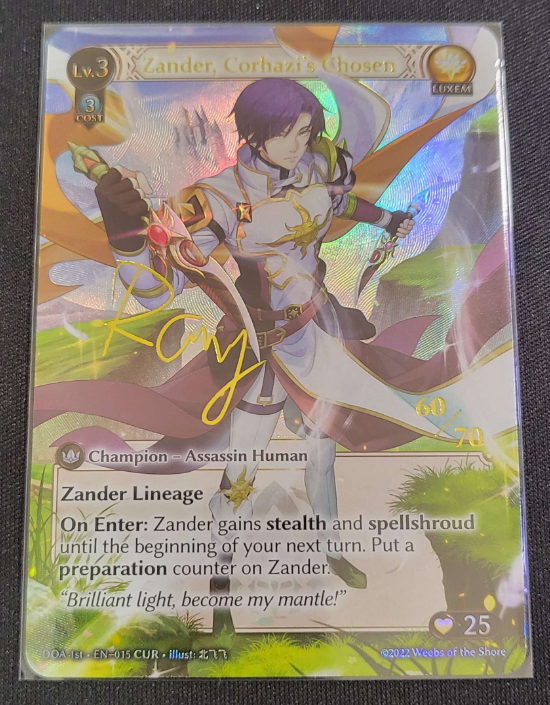 Lv.3
Zander, Corhazi's Chosen
LUXEM
3
COST
Rany
60/70
Champion – Assassin Human
Zander Lineage
On Enter: Zander gains stealth and spellshroud
until the beginning of your next turn. Put a
preparation counter on Zander.
"Brilliant light, become my mantle!"
25
DOA-1st • EN-015 CUR • illust: 北飞飞
©2022 Weebs of the Shore